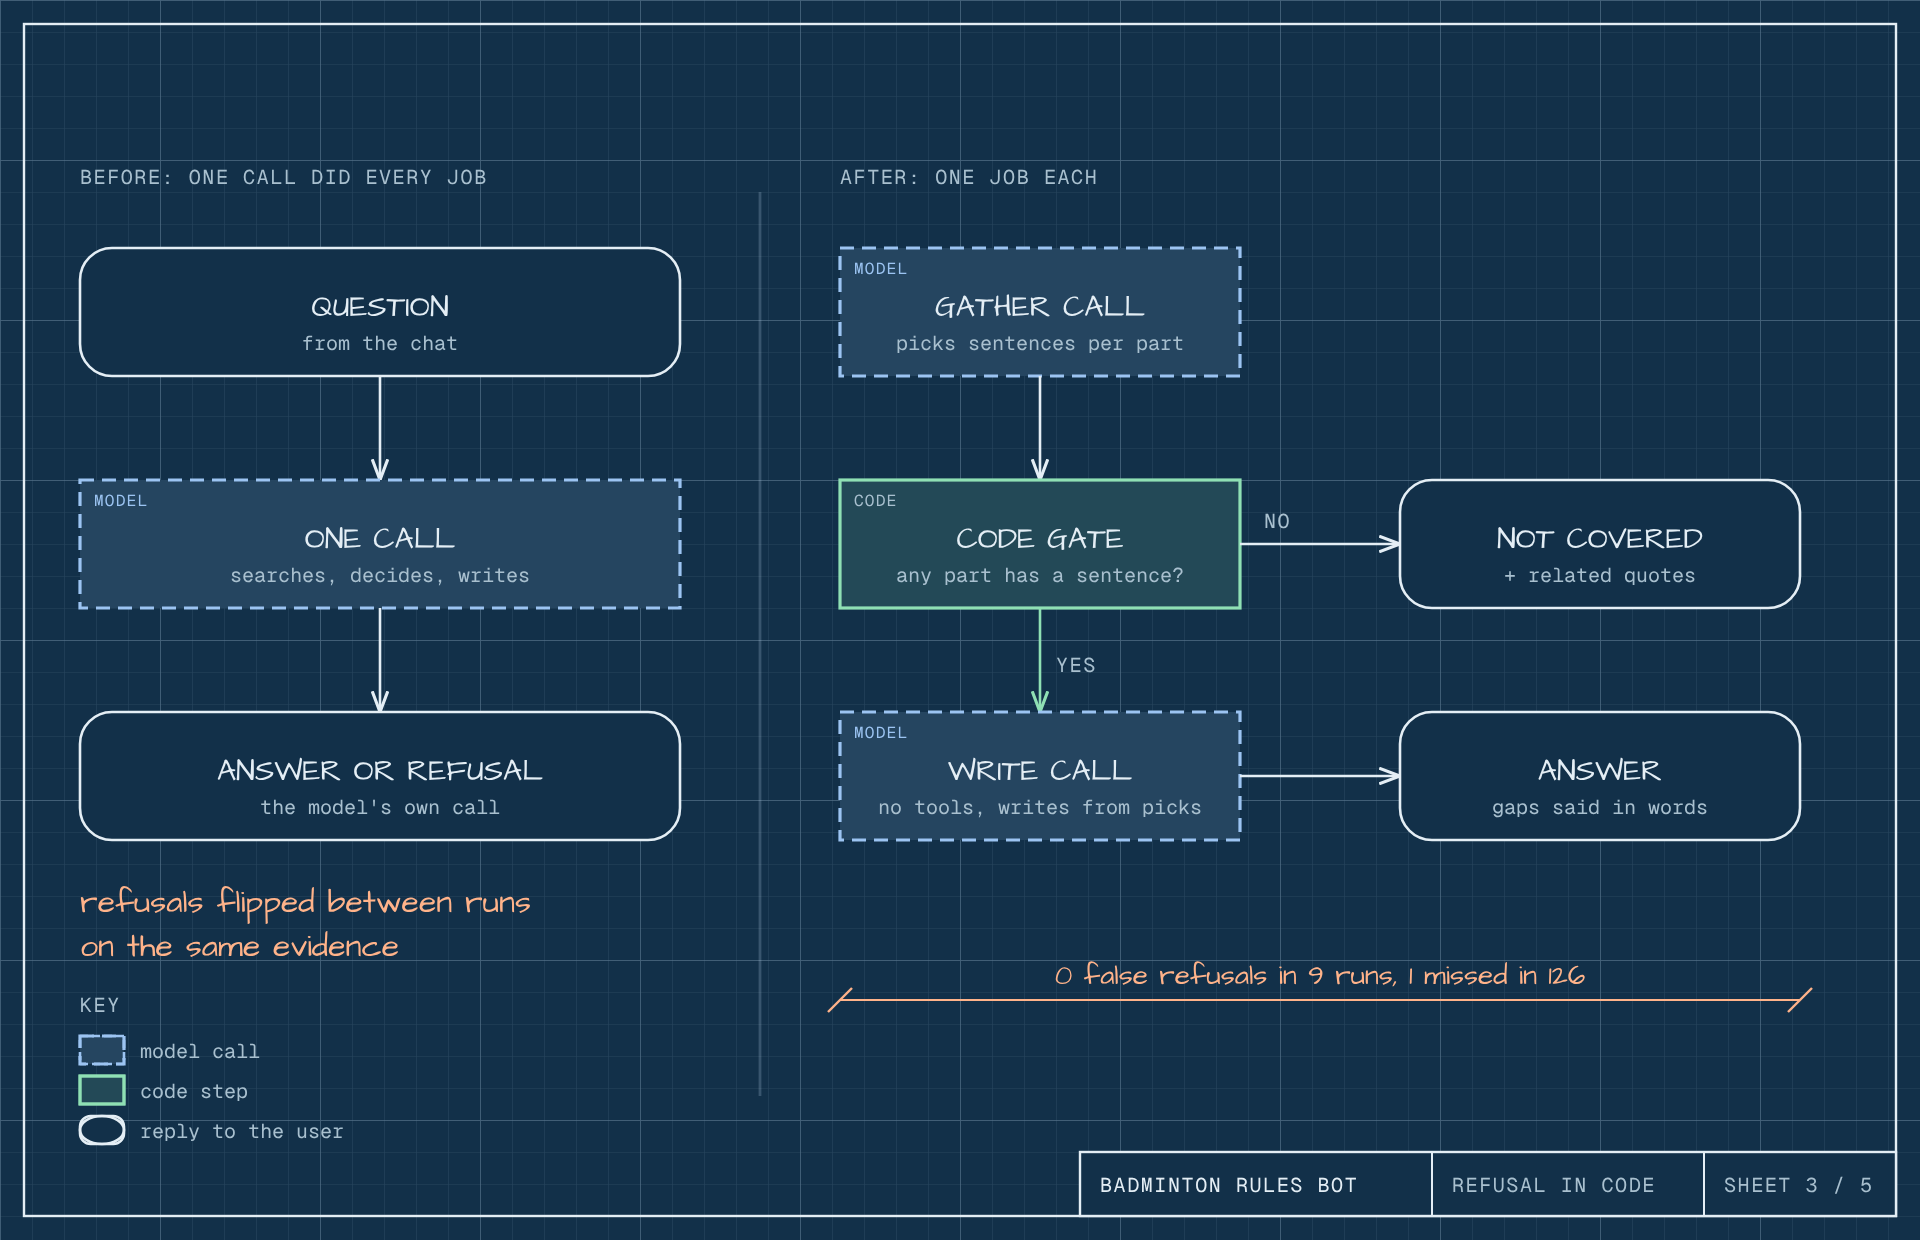 BEFORE: ONE CALL DID EVERY JOB
QUESTION
from the chat
MODEL
ONE CALL
searches, decides, writes
ANSWER OR REFUSAL
the model's own call
refusals flipped between runs
on the same evidence
KEY
model call
code step
reply to the user
AFTER: ONE JOB EACH
MODEL
GATHER CALL
picks sentences per part
CODE
CODE GATE
any part has a sentence?
NO
NOT COVERED
+ related quotes
YES
MODEL
WRITE CALL
no tools, writes from picks
ANSWER
gaps said in words
0 false refusals in 9 runs, 1 missed in 126
BADMINTON RULES BOT
REFUSAL IN CODE
SHEET 3 / 5